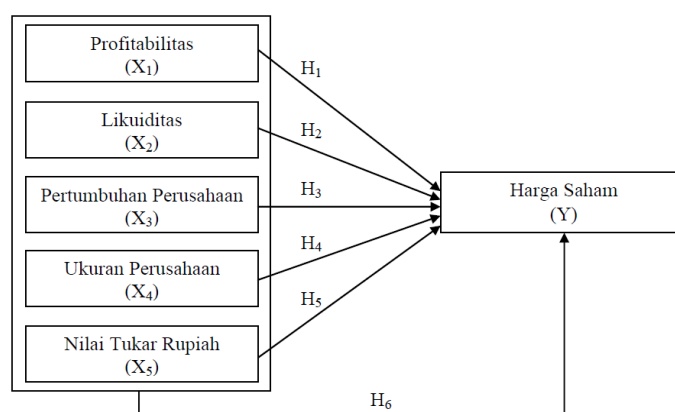 Profitabilitas
(X₁)
H₁
Likuiditas
(X₂)
H₂
Pertumbuhan Perusahaan
(X₃)
H₃
Harga Saham
(Y)
Ukuran Perusahaan
(X₄)
H₄
Nilai Tukar Rupiah
(X₅)
H₅
H₆